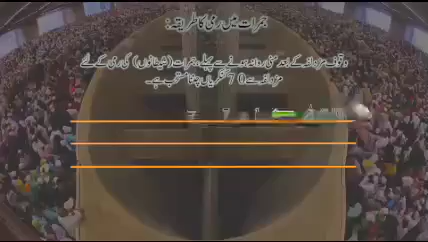 جمرات میں رمی کا طریقہ:
وقوف مزدلفہ کے بعد منیٰ روانہ ہونے سے پہلے، جمرات (شیطانوں) کی رمی کے لئے
مزدلفہ سے 70 کنکریاں چننا مستحب ہے۔